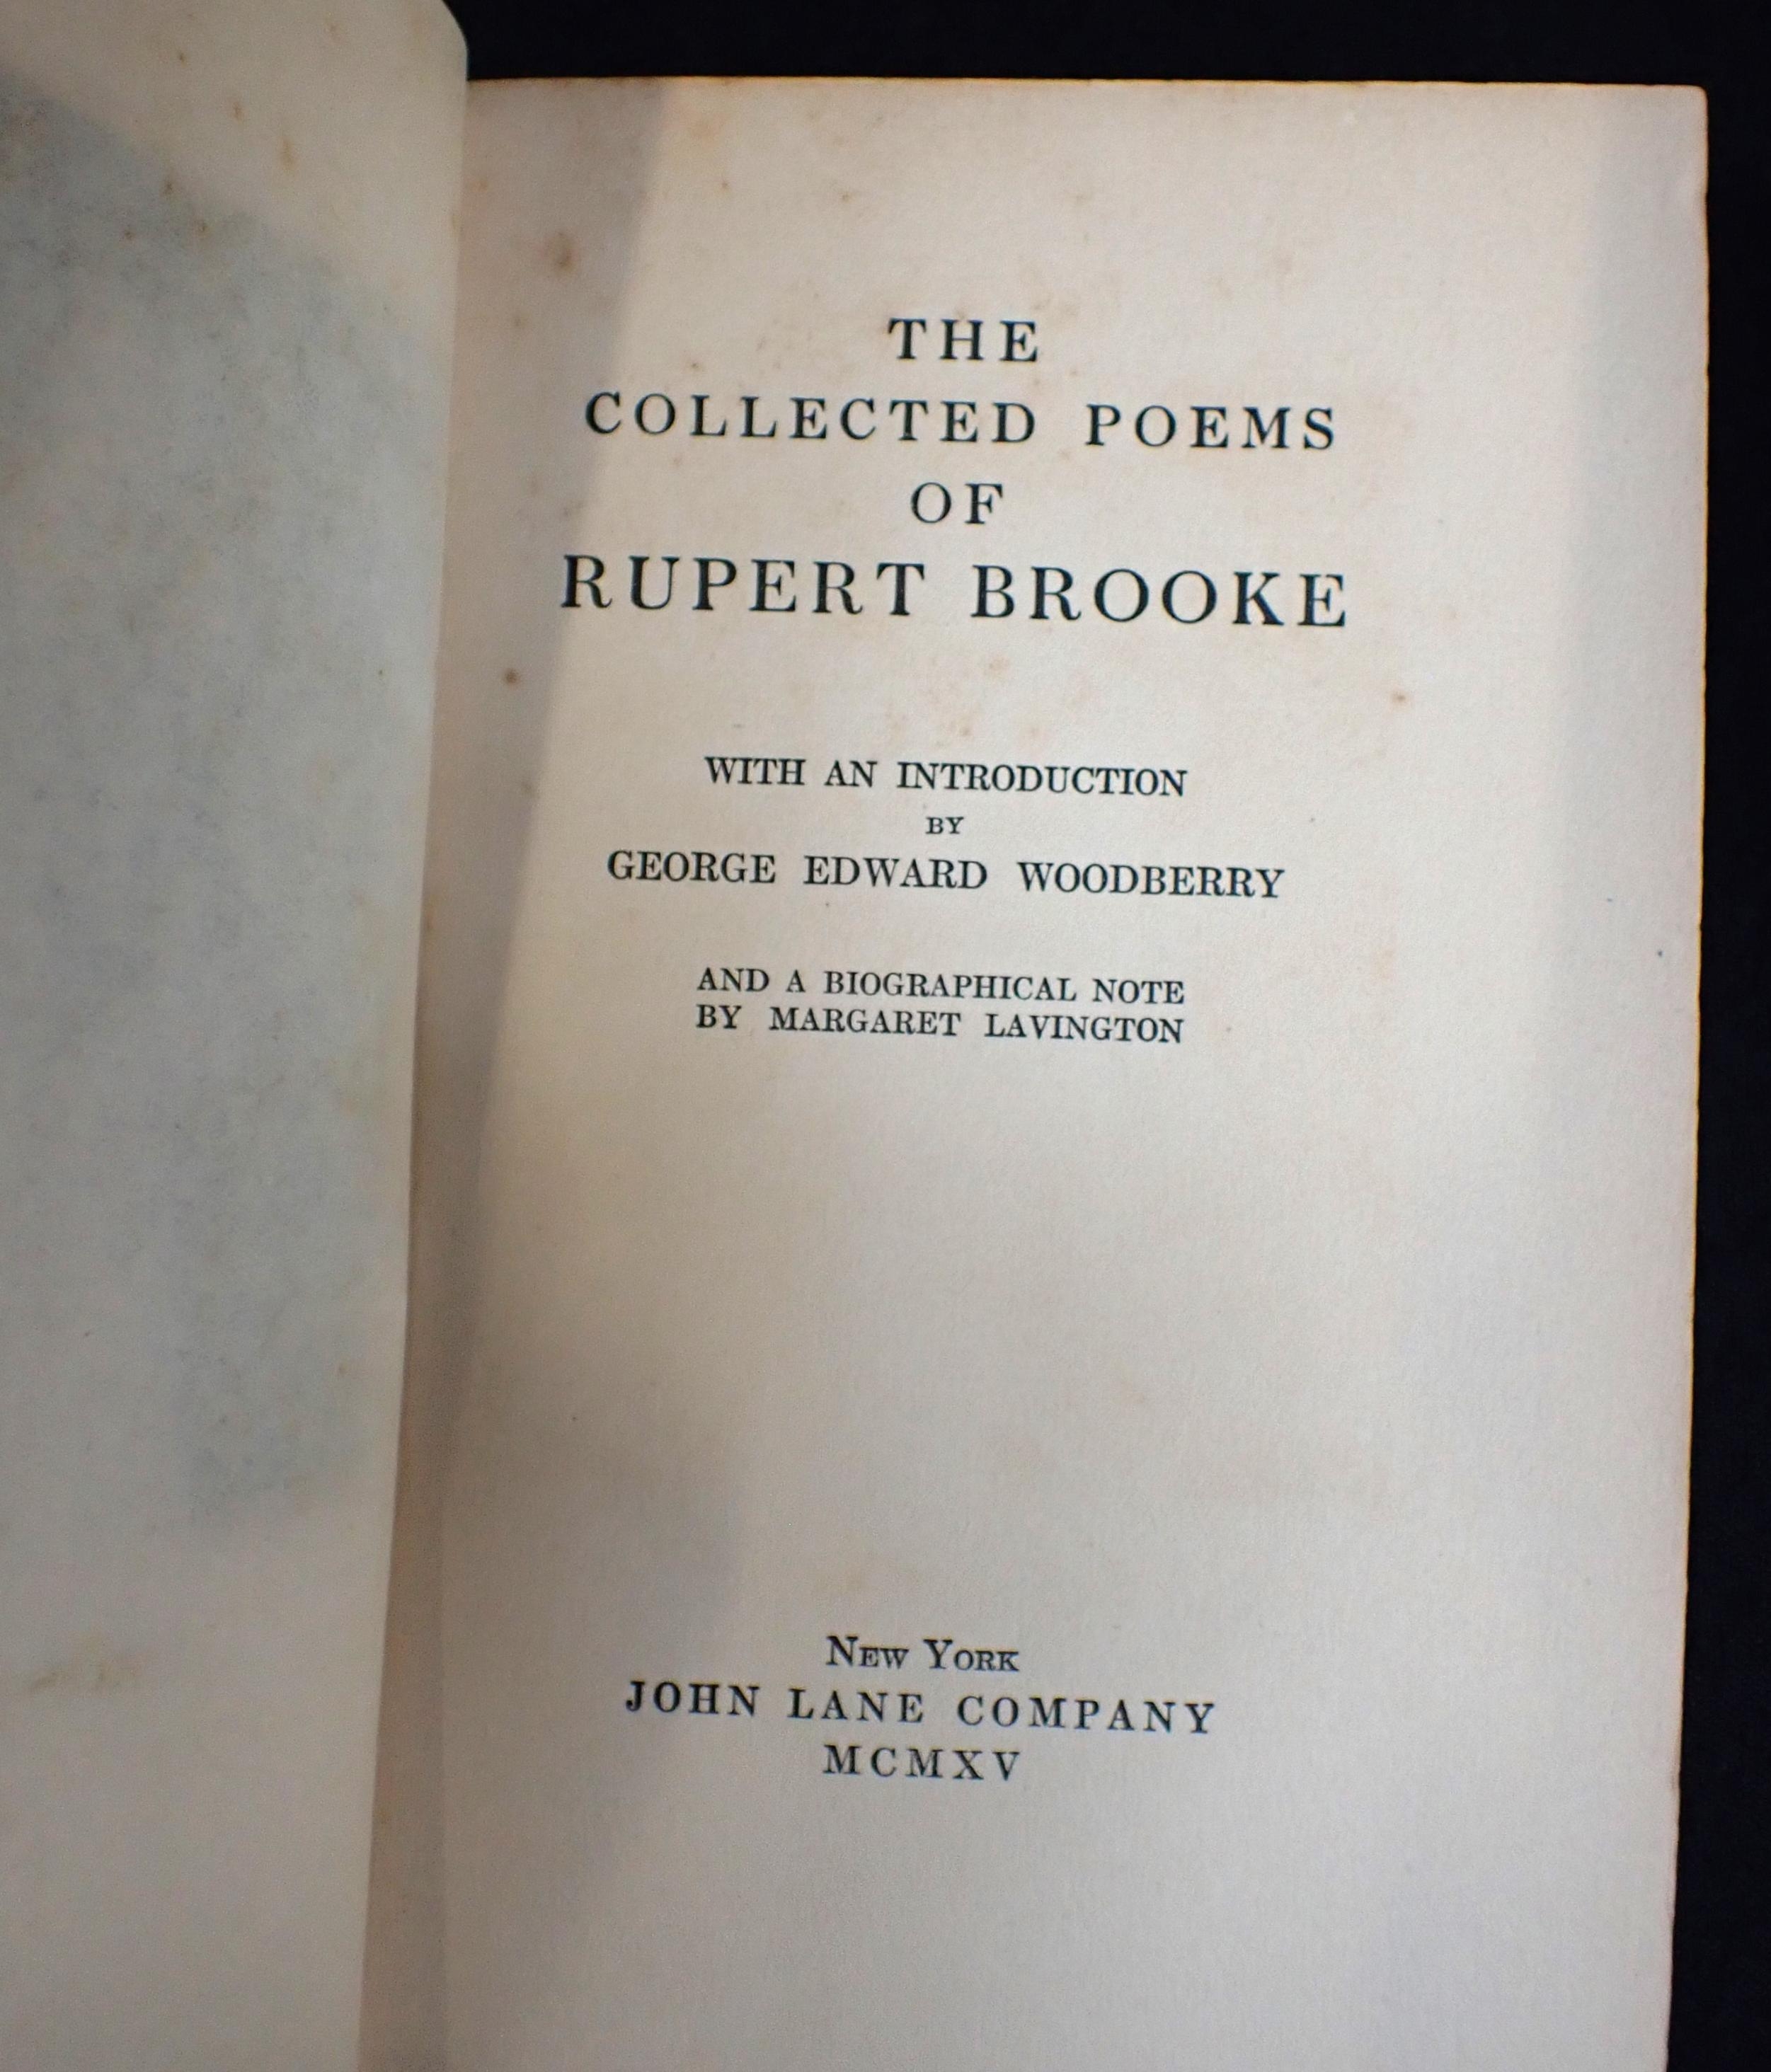 THE
COLLECTED POEMS
OF
RUPERT BROOKE
WITH AN INTRODUCTION
BY
GEORGE EDWARD WOODBERRY
AND A BIOGRAPHICAL NOTE
BY MARGARET LAVINGTON
NEW YORK
JOHN LANE COMPANY
MCMXV